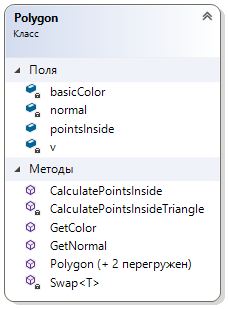 Polygon
Класс
Поля
basicColor
normal
pointsInside
v
Методы
CalculatePointsInside
CalculatePointsInsideTriangle
GetColor
GetNormal
Polygon (+ 2 перегружен)
Swap<T>